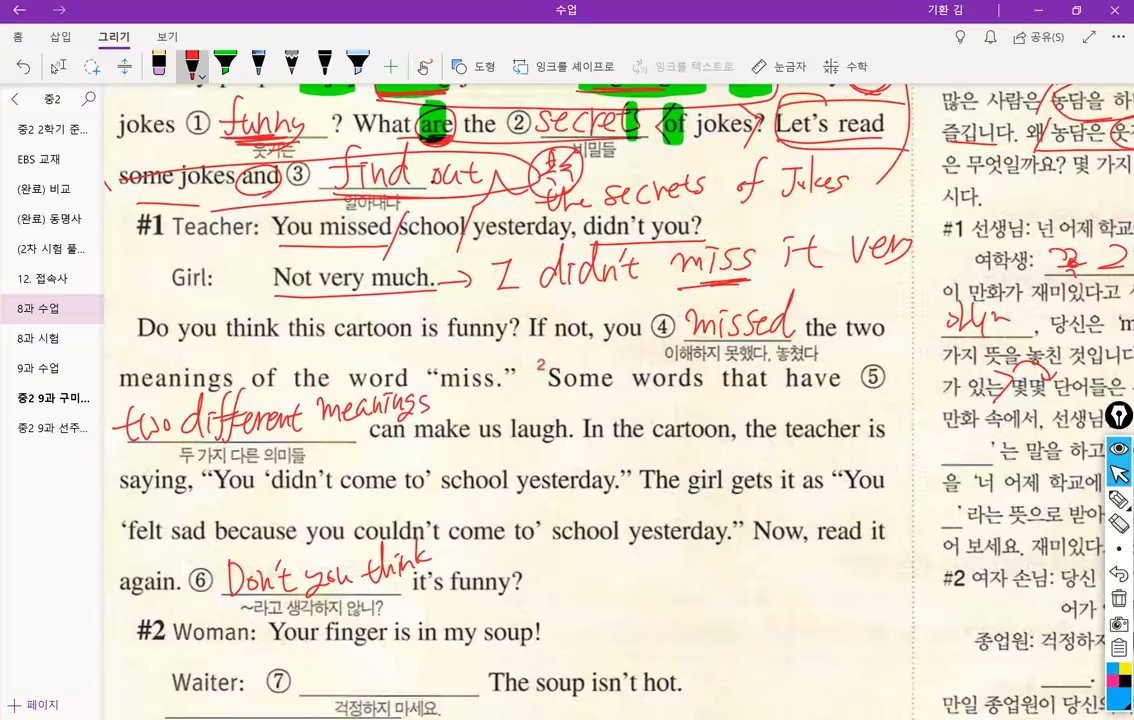 수업
기환 김
홈 삽입 그리기 보기
공유(S)
도형 잉크를 셰이프로 잉크를 텍스트로 눈금자 수학
중2
중2 2학기 준...
EBS 교재
(완료) 비교
(완료) 동명사
(2차 시험 풀...
12. 접속사
8과 수업
8과 시험
9과 수업
중2 9과 구미...
중2 9과 선주...
페이지
jokes ① funny ? What are the ② secrets of jokes? Let's read
웃기는 비밀들
some jokes and ③ find out
the secrets of Jokes
알아내다
#1 Teacher: You missed school yesterday, didn't you?
Girl: Not very much. → I didn't miss it very
Do you think this cartoon is funny? If not, you ④ missed the two
이해하지 못했다, 놓쳤다
meanings of the word “miss.” 2 Some words that have ⑤
two different meanings can make us laugh. In the cartoon, the teacher is
두 가지 다른 의미들
saying, “You ‘didn't come to’ school yesterday.” The girl gets it as “You
‘felt sad because you couldn't come to’ school yesterday.” Now, read it
again. ⑥ Don't you think it's funny?
~라고 생각하지 않니?
#2 Woman: Your finger is in my soup!
Waiter: ⑦ The soup isn't hot.
걱정하지 마세요.
많은 사람은 농담을 하
즐깁니다. 왜 농담은 웃
은 무엇일까요? 몇 가지
시다.
#1 선생님: 넌 어제 학교
여학생:
이 만화가 재미있다고
, 당신은 'm
가지 뜻을 놓친 것입니다
가 있는 몇몇 단어들은
만화 속에서, 선생님
'는 말을 하고
을 '너 어제 학교에
'라는 뜻으로 받아
어 보세요. 재미있다
#2 여자 손님: 당신
어가
종업원: 걱정하지
만일 종업원이 당신의